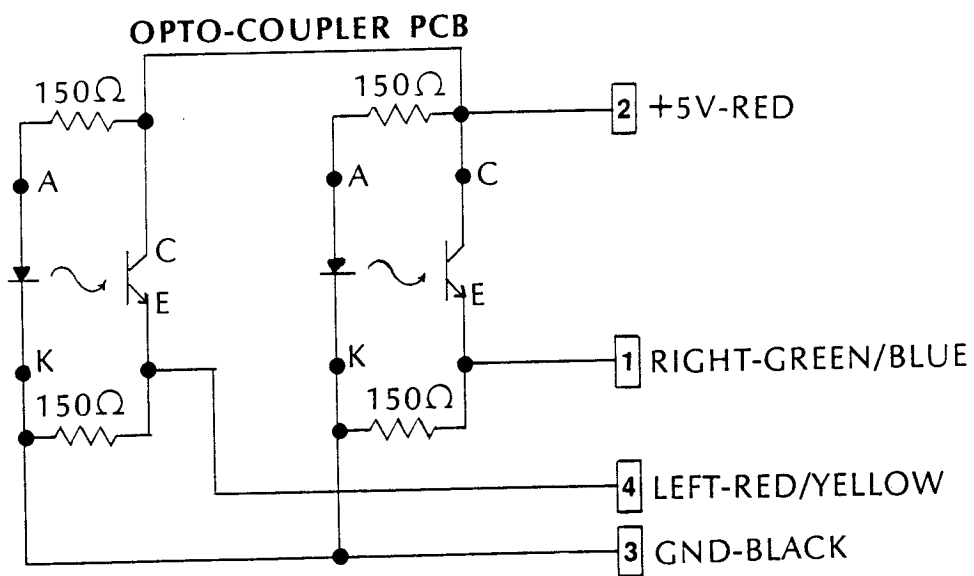 OPTO-COUPLER PCB
150Ω
150Ω
2 +5V-RED
A
A
C
C
E
E
K
K
1 RIGHT-GREEN/BLUE
150Ω
150Ω
4 LEFT-RED/YELLOW
3 GND-BLACK